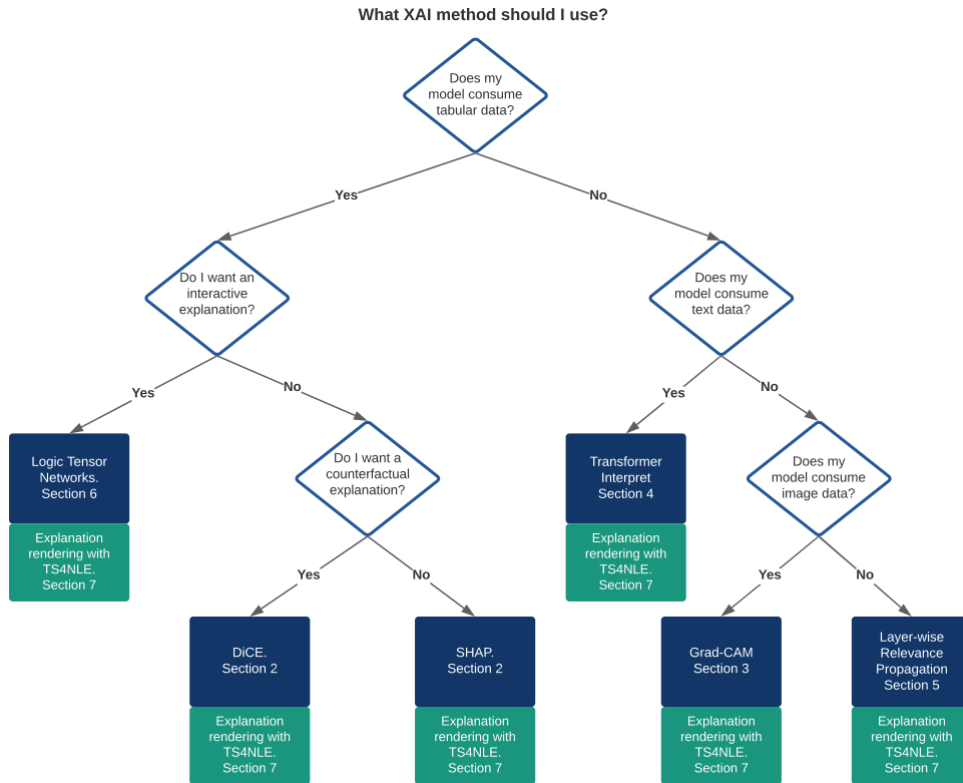 What XAI method should I use?
Does my
model consume
tabular data?
Yes
No
Do I want an
interactive
explanation?
Does my
model consume
text data?
Yes
No
Yes
No
Logic Tensor
Networks.
Section 6
Explanation
rendering with
TS4NLE.
Section 7
Do I want a
counterfactual
explanation?
Transformer
Interpret
Section 4
Explanation
rendering with
TS4NLE.
Section 7
Does my
model consume
image data?
Yes
No
Yes
No
DiCE.
Section 2
Explanation
rendering with
TS4NLE.
Section 7
SHAP.
Section 2
Explanation
rendering with
TS4NLE.
Section 7
Grad-CAM
Section 3
Explanation
rendering with
TS4NLE.
Section 7
Layer-wise
Relevance
Propagation
Section 5
Explanation
rendering with
TS4NLE.
Section 7